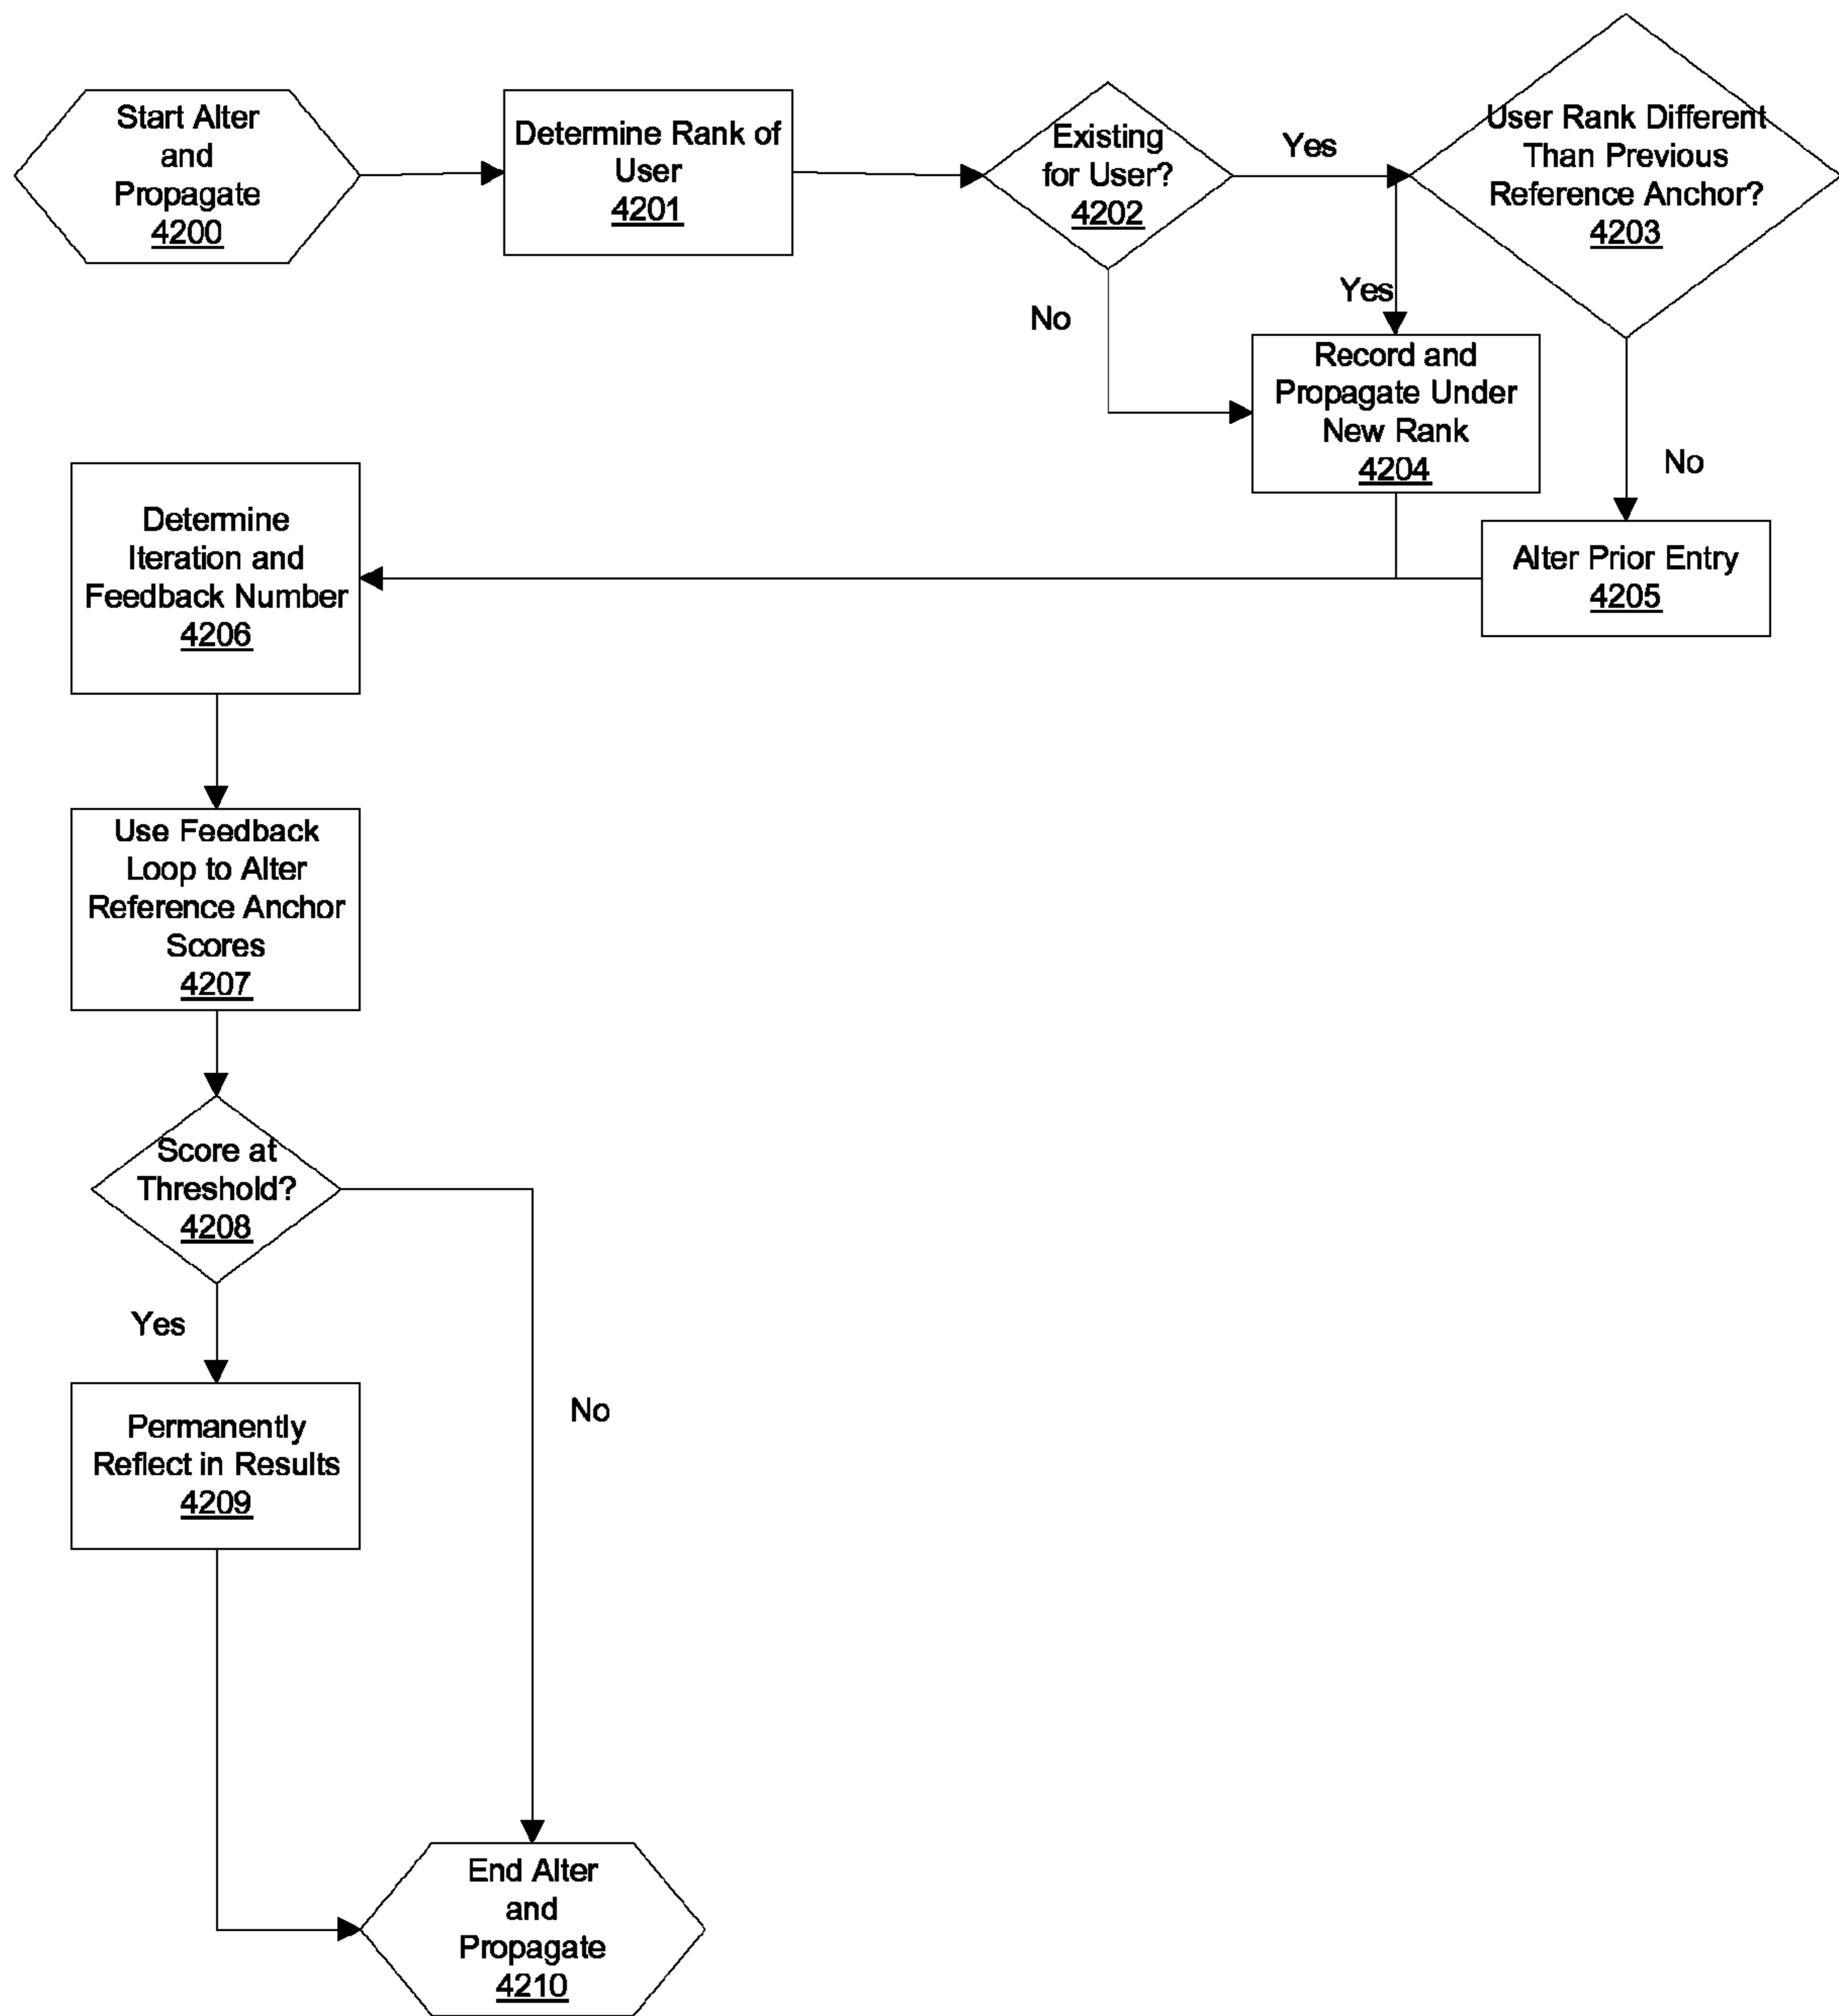 Start Alter
and
Propagate
4200
Determine Rank of
User
4201
Existing
for User?
4202
Yes
User Rank Different
Than Previous
Reference Anchor?
4203
No
Yes
Record and
Propagate Under
New Rank
4204
No
Alter Prior Entry
4205
Determine
Iteration and
Feedback Number
4206
Use Feedback
Loop to Alter
Reference Anchor
Scores
4207
Score at
Threshold?
4208
Yes
No
Permanently
Reflect in Results
4209
End Alter
and
Propagate
4210